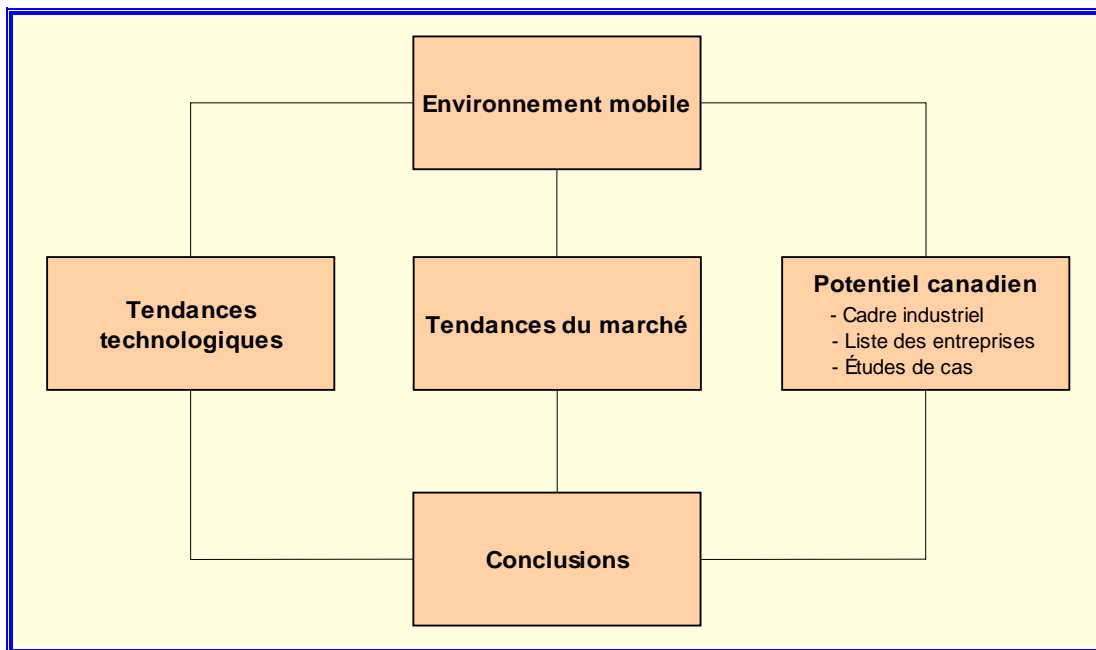 Environnement mobile
Tendances
technologiques
Tendances du marché
Potentiel canadien
- Cadre industriel
- Liste des entreprises
- Études de cas
Conclusions